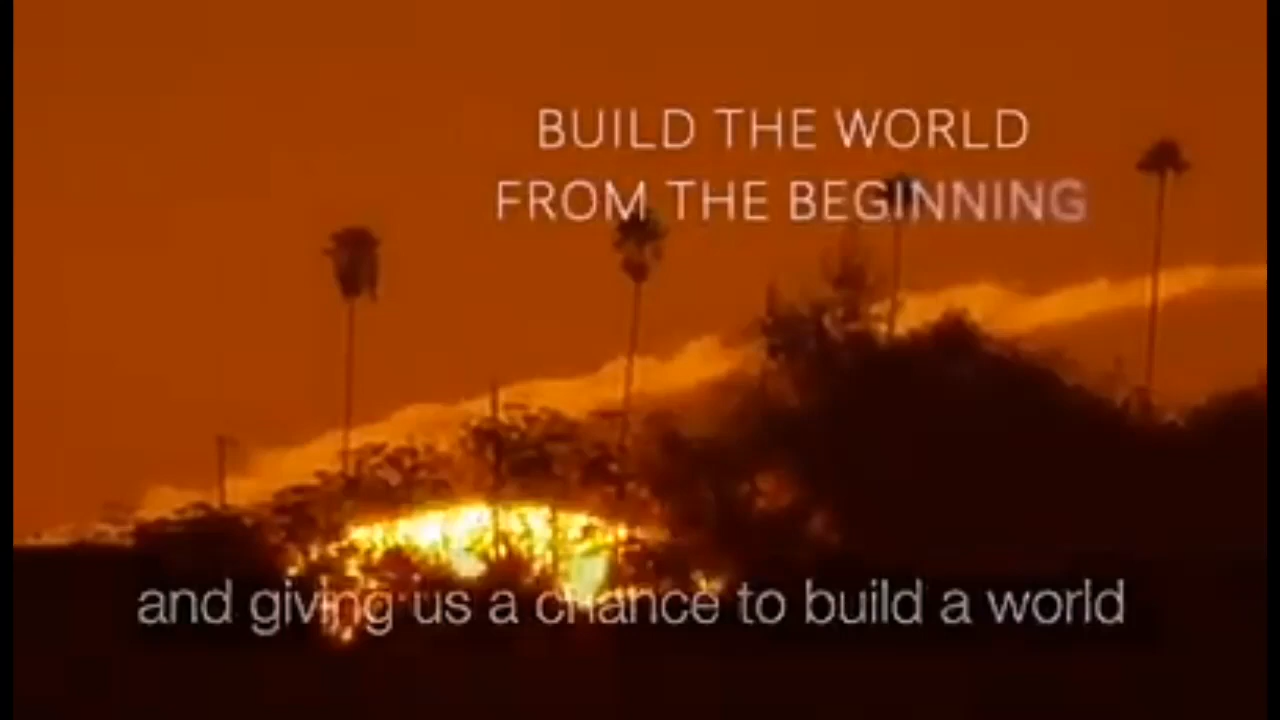 BUILD THE WORLD
FROM THE BEGINNING
and giving us a chance to build a world